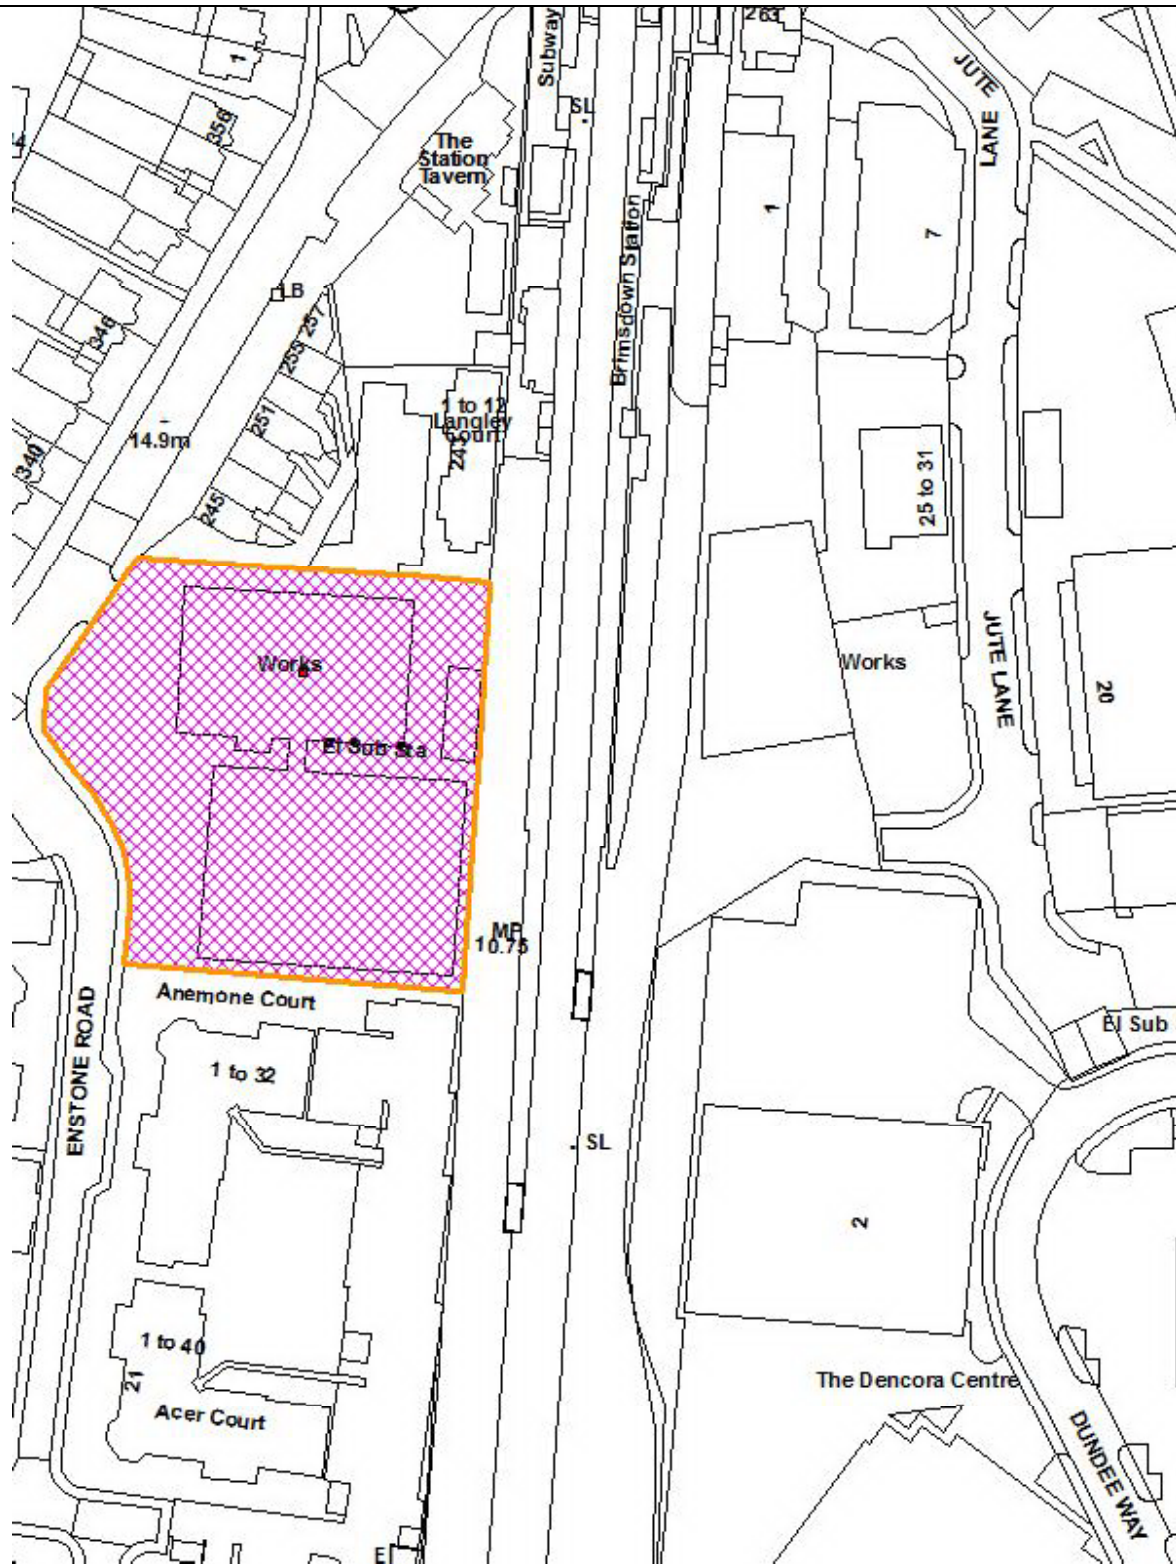 263
Subway
1
JUTE
SL
356
LANE
The
Station
Tavern
1
7
Brimsdown Station
LB
257
346
255
1 to 12
Langley
Court
251
14.9m
243
340
25 to 31
245
Works
Works
JUTE LANE
20
El Sub Sta
MP
10.75
Anemone Court
El Sub
ENSTONE ROAD
1 to 32
SL
2
1 to 40
21
The Dencora Centre
Acer Court
DUNDEE WAY
El